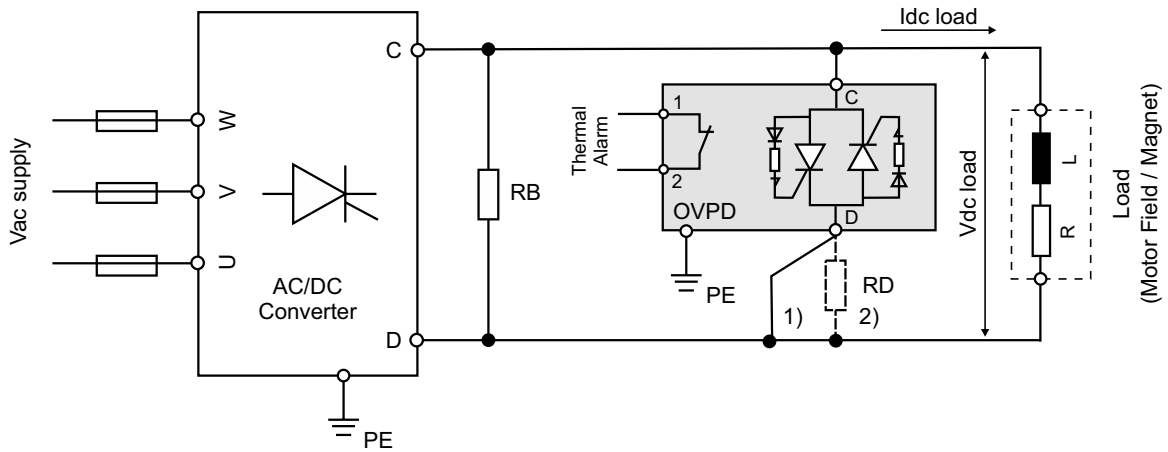 Idc load
C
W
V
U
Vac supply
AC/DC
Converter
D
PE
RB
Thermal
Alarm
1
2
C
D
OVPD
PE
1)
RD
2)
Vdc load
L
R
Load
(Motor Field / Magnet)